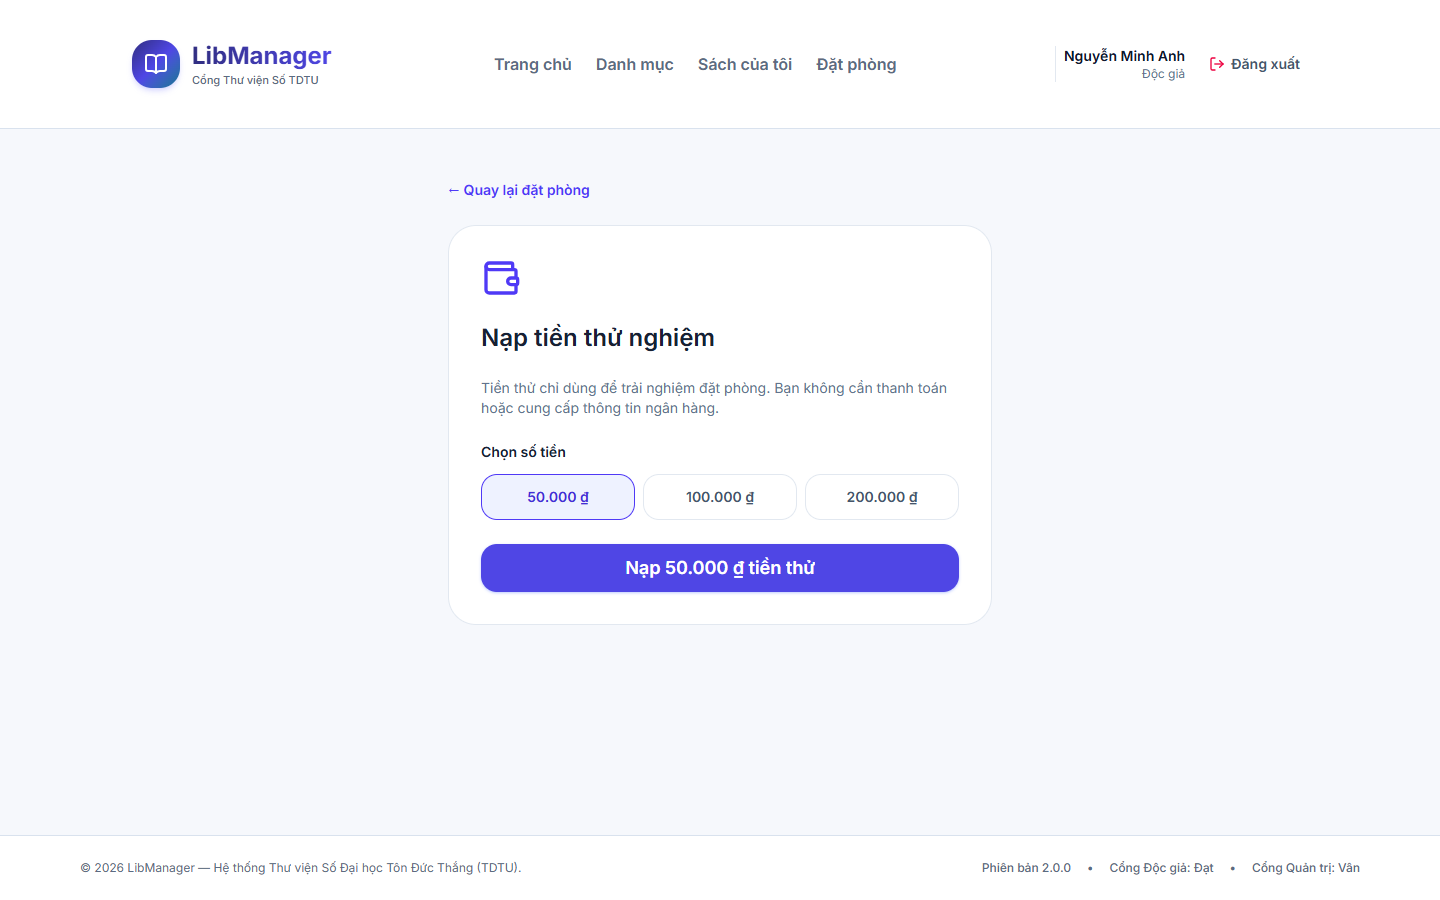 LibManager
Cổng Thư viện Số TDTU
Trang chủ
Danh mục
Sách của tôi
Đặt phòng
Nguyễn Minh Anh
Độc giả
Đăng xuất
← Quay lại đặt phòng
Nạp tiền thử nghiệm
Tiền thử chỉ dùng để trải nghiệm đặt phòng. Bạn không cần thanh toán
hoặc cung cấp thông tin ngân hàng.
Chọn số tiền
50.000 ₫
100.000 ₫
200.000 ₫
Nạp 50.000 ₫ tiền thử
© 2026 LibManager — Hệ thống Thư viện Số Đại học Tôn Đức Thắng (TDTU).
Phiên bản 2.0.0 • Cổng Độc giả: Đạt • Cổng Quản trị: Vân